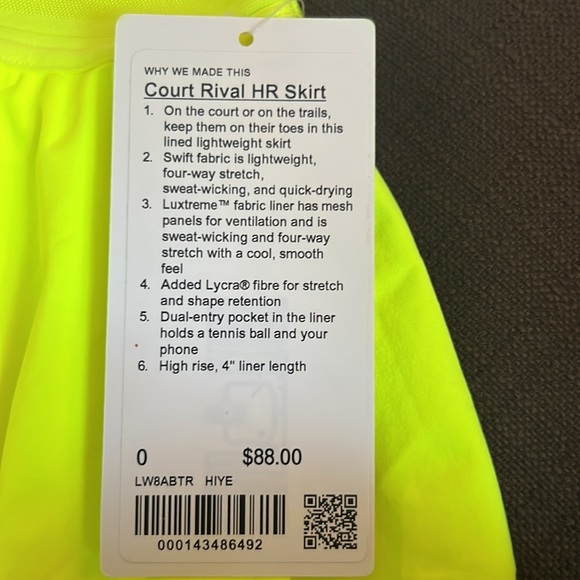 WHY WE MADE THIS
Court Rival HR Skirt
1. On the court or on the trails,
keep them on their toes in this
lined lightweight skirt
2. Swift fabric is lightweight,
four-way stretch,
sweat-wicking, and quick-drying
3. Luxtreme™ fabric liner has mesh
panels for ventilation and is
sweat-wicking and four-way
stretch with a cool, smooth
feel
4. Added Lycra® fibre for stretch
and shape retention
5. Dual-entry pocket in the liner
holds a tennis ball and your
phone
6. High rise, 4" liner length
0 $88.00
LW8ABTR HIYE
000143486492